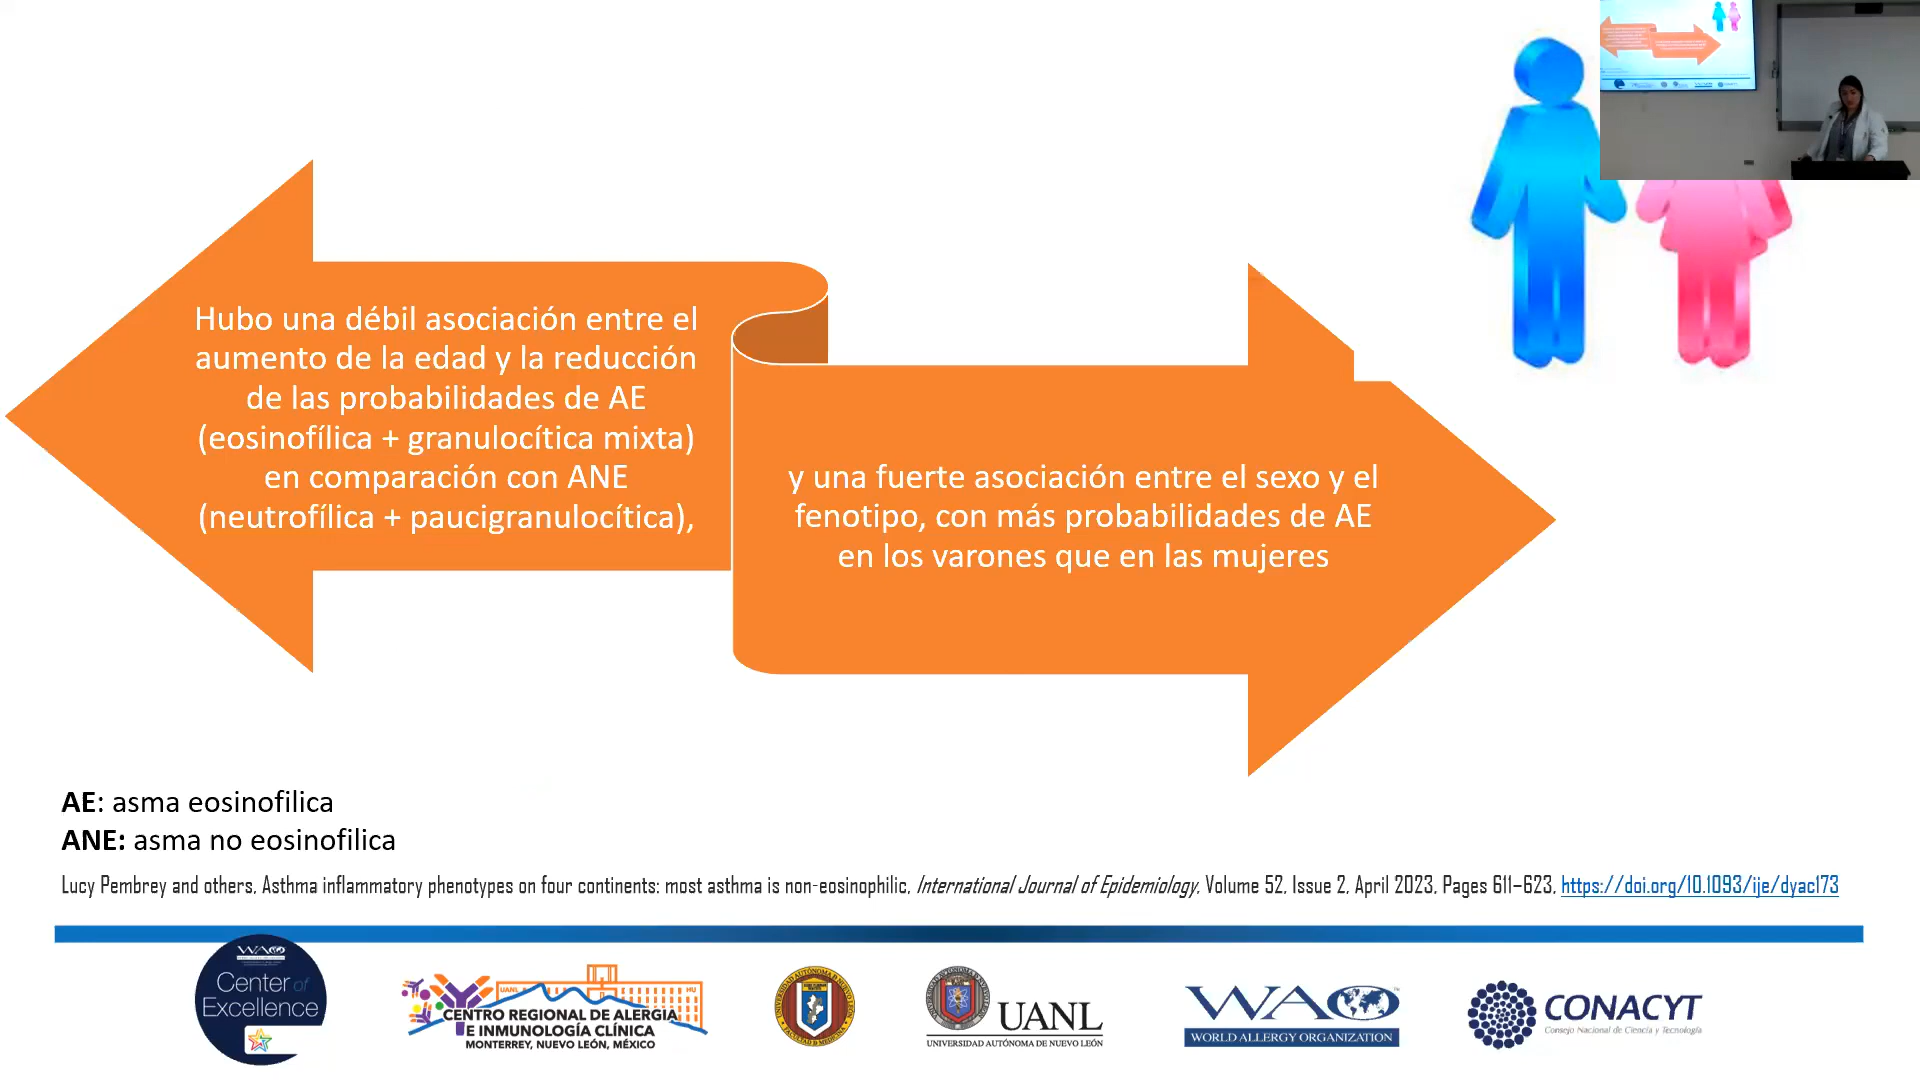 Hubo una débil asociación entre el
aumento de la edad y la reducción
de las probabilidades de AE
(eosinofílica + granulocítica mixta)
en comparación con ANE
(neutrofílica + paucigranulocítica),
y una fuerte asociación entre el sexo y el
fenotipo, con más probabilidades de AE
en los varones que en las mujeres
AE: asma eosinofilica
ANE: asma no eosinofilica
Lucy Pembrey and others, Asthma inflammatory phenotypes on four continents: most asthma is non-eosinophilic, International Journal of Epidemiology, Volume 52, Issue 2, April 2023, Pages 611–623, https://doi.org/10.1093/ije/dyac173
WAO
Center of
Excellence
UANL HU
CENTRO REGIONAL DE ALERGIA
E INMUNOLOGÍA CLÍNICA
MONTERREY, NUEVO LEÓN, MÉXICO
UANL
UNIVERSIDAD AUTÓNOMA DE NUEVO LEÓN
WAO
WORLD ALLERGY ORGANIZATION
CONACYT
Consejo Nacional de Ciencia y Tecnología